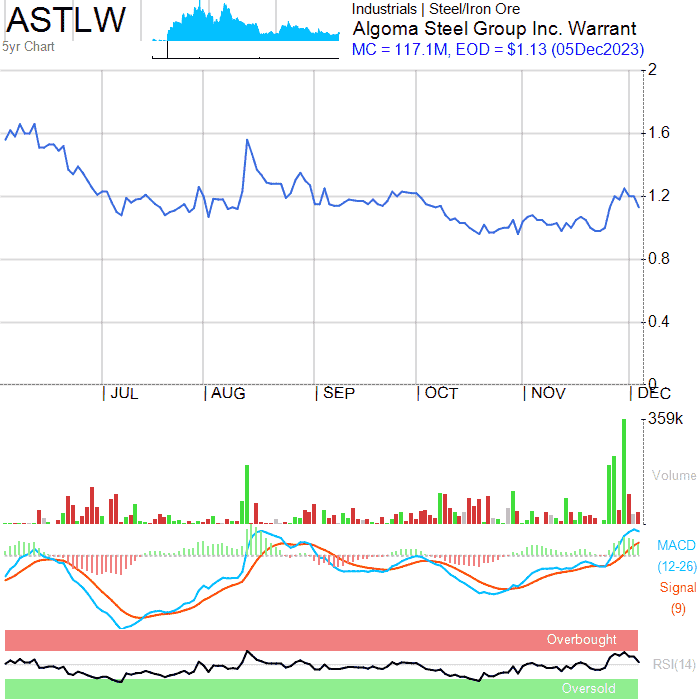 ASTLW
5yr Chart
Industrials | Steel/Iron Ore
Algoma Steel Group Inc. Warrant
MC = 117.1M, EOD = $1.13 (05Dec2023)
2
1.6
1.2
0.8
0.4
0
| JUL | AUG | SEP | OCT | NOV | DEC
359k
Volume
MACD
(12-26)
Signal
(9)
Overbought
RSI(14)
Oversold